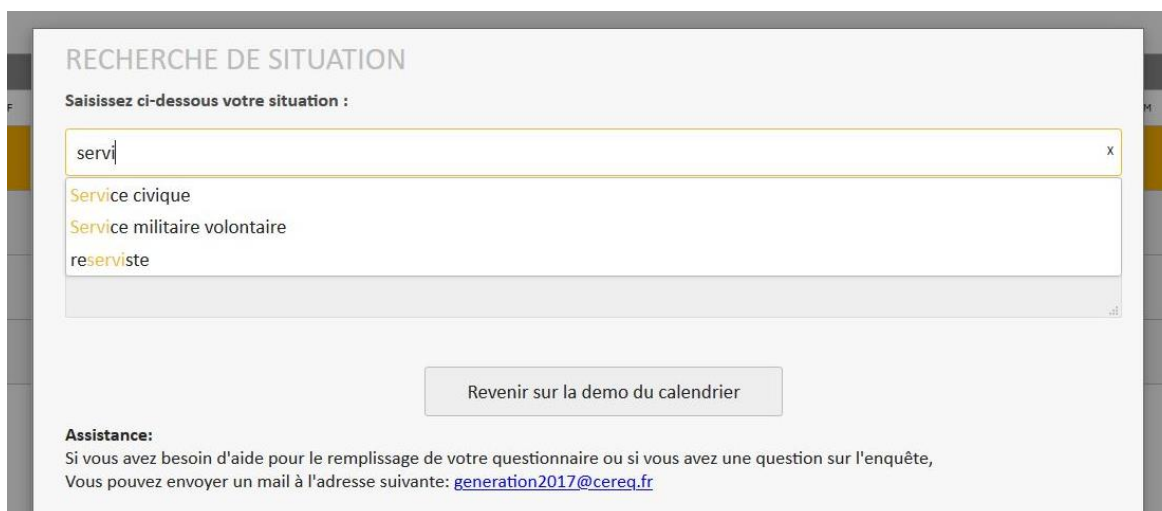 RECHERCHE DE SITUATION
Saisissez ci-dessous votre situation :
F
M
servi
x
Service civique
Service militaire volontaire
reserviste
Revenir sur la demo du calendrier
Assistance:
Si vous avez besoin d'aide pour le remplissage de votre questionnaire ou si vous avez une question sur l'enquête,
Vous pouvez envoyer un mail à l'adresse suivante: generation2017@cereq.fr